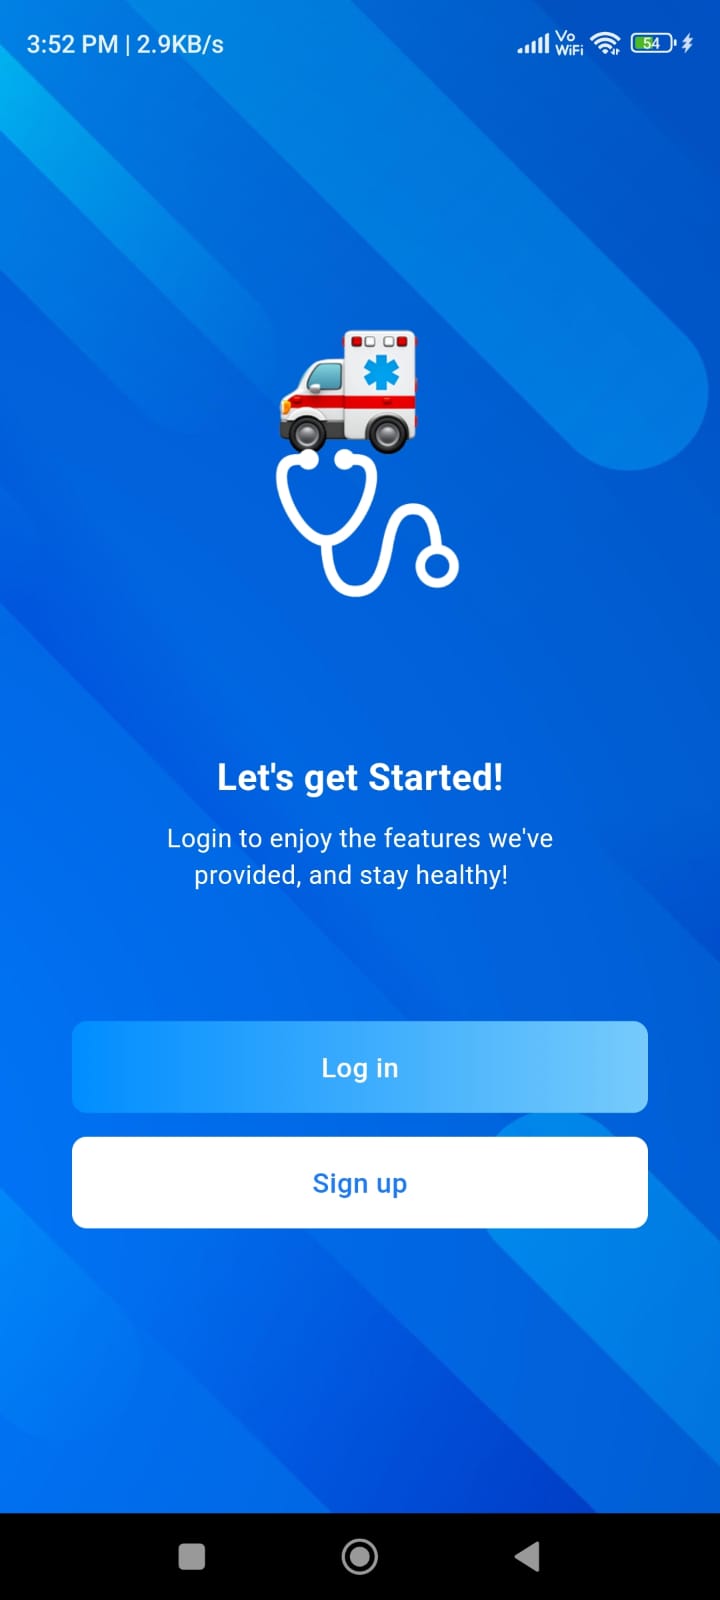 3:52 PM | 2.9KB/s Vo WiFi 54
Let's get Started!
Login to enjoy the features we've
provided, and stay healthy!
Log in
Sign up